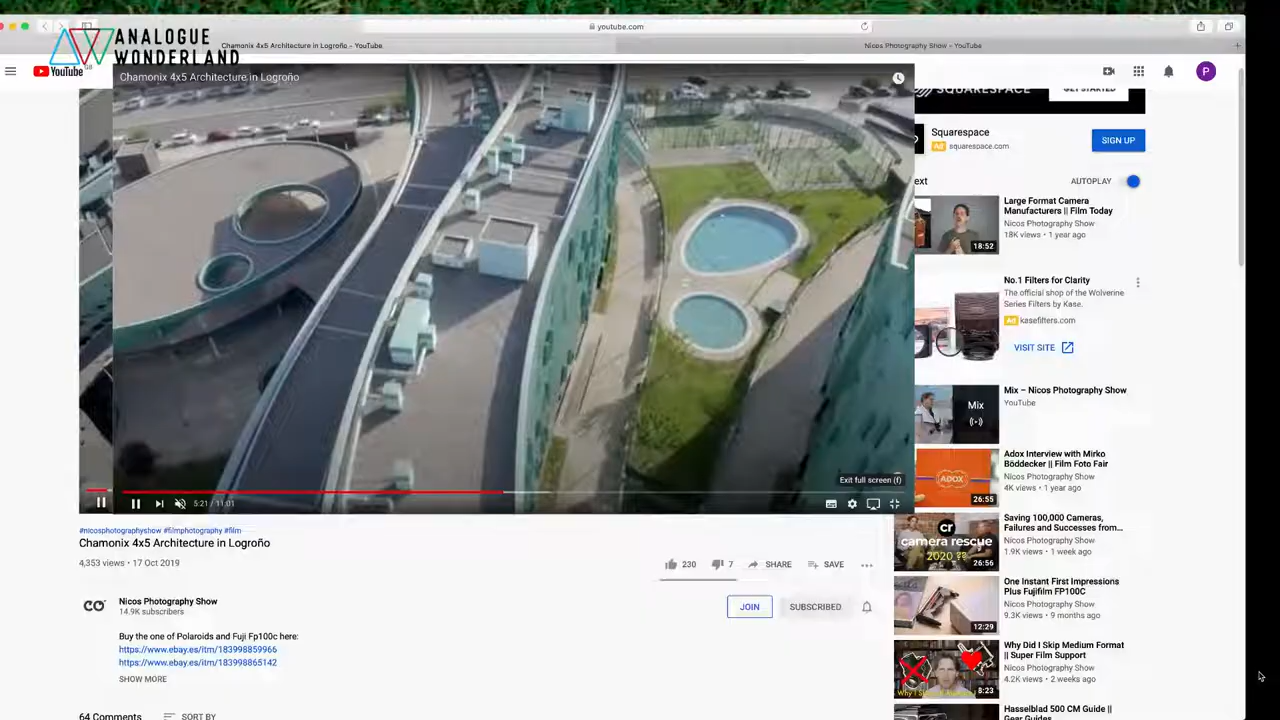 youtube.com
ANALOGUE
WONDERLAND
Chamonix 4x5 Architecture in Logroño - YouTube
Nicos Photography Show - YouTube
YouTube GB
P
Chamonix 4x5 Architecture in Logroño
SQUARESPACE
GET STARTED
Squarespace
Ad squarespace.com
SIGN UP
ext
AUTOPLAY
Large Format Camera
Manufacturers || Film Today
Nicos Photography Show
18K views • 1 year ago
18:52
No.1 Filters for Clarity
The official shop of the Wolverine
Series Filters by Kase.
Ad kasefilters.com
VISIT SITE
Mix – Nicos Photography Show
YouTube
Mix
Adox Interview with Mirko
Böddecker || Film Foto Fair
Nicos Photography Show
4K views • 1 year ago
ADOX
26:55
Exit full screen (f)
5:21 / 11:01
#nicosphotographyshow #filmphotography #film
Chamonix 4x5 Architecture in Logroño
4,353 views • 17 Oct 2019
230
7
SHARE
SAVE
Saving 100,000 Cameras,
Failures and Successes from...
Nicos Photography Show
1.9K views • 1 week ago
cr
camera rescue
2020 ??
26:56
Nicos Photography Show
14.9K subscribers
JOIN
SUBSCRIBED
One Instant First Impressions
Plus Fujifilm FP100C
Nicos Photography Show
9.3K views • 9 months ago
12:29
Buy the one of Polaroids and Fuji Fp100c here:
https://www.ebay.es/itm/183998859966
https://www.ebay.es/itm/183998865142
SHOW MORE
Why Did I Skip Medium Format
|| Super Film Support
Nicos Photography Show
4.2K views • 2 weeks ago
8:23
64 Comments
SORT BY
Hasselblad 500 CM Guide ||
Gear Guides